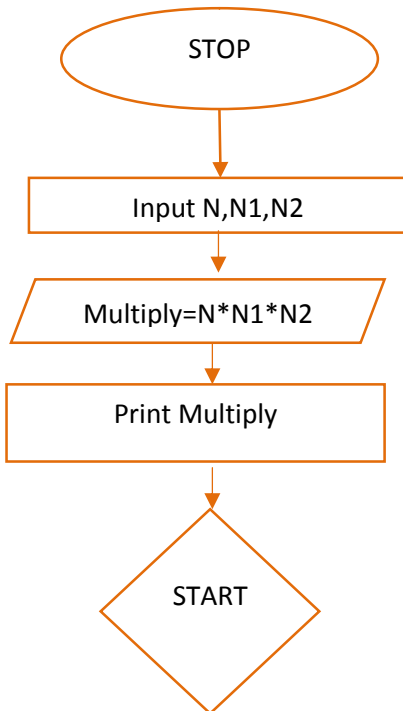 STOP
Input N,N1,N2
Multiply=N*N1*N2
Print Multiply
START